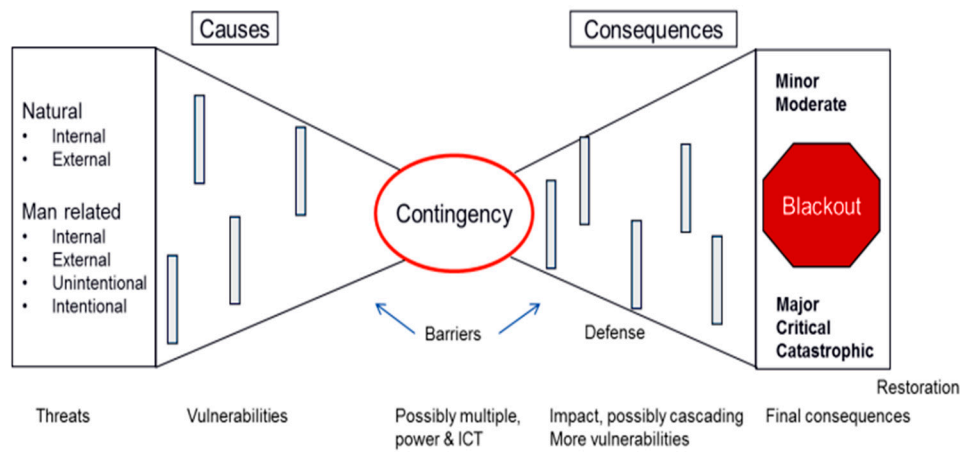 Causes
Consequences
Natural
• Internal
• External
Man related
• Internal
• External
• Unintentional
• Intentional
Contingency
Minor
Moderate
Blackout
Major
Critical
Catastrophic
Barriers
Defense
Restoration
Threats
Vulnerabilities
Possibly multiple,
power & ICT
Impact, possibly cascading
More vulnerabilities
Final consequences